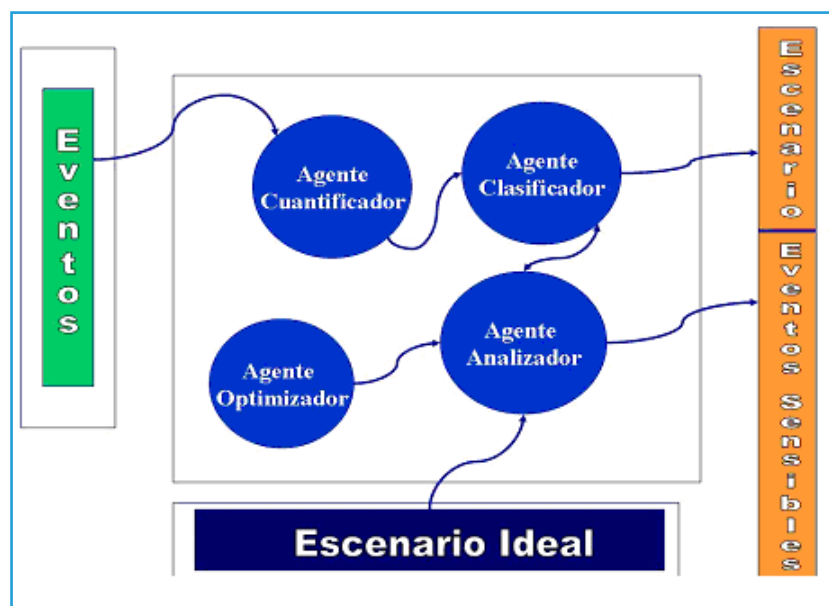 Eventos
Agente
Cuantificador
Agente
Clasificador
Agente
Optimizador
Agente
Analizador
Escenario Ideal
Escenario
Eventos Sensibles